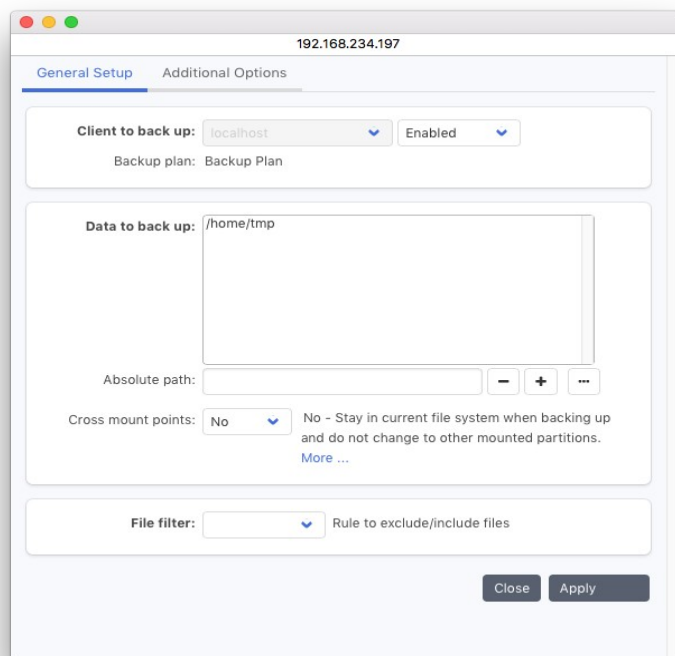 192.168.234.197
General Setup Additional Options
Client to back up: localhost Enabled
Backup plan: Backup Plan
Data to back up: /home/tmp
Absolute path:
Cross mount points: No No - Stay in current file system when backing up
and do not change to other mounted partitions.
More ...
File filter: Rule to exclude/include files
Close Apply